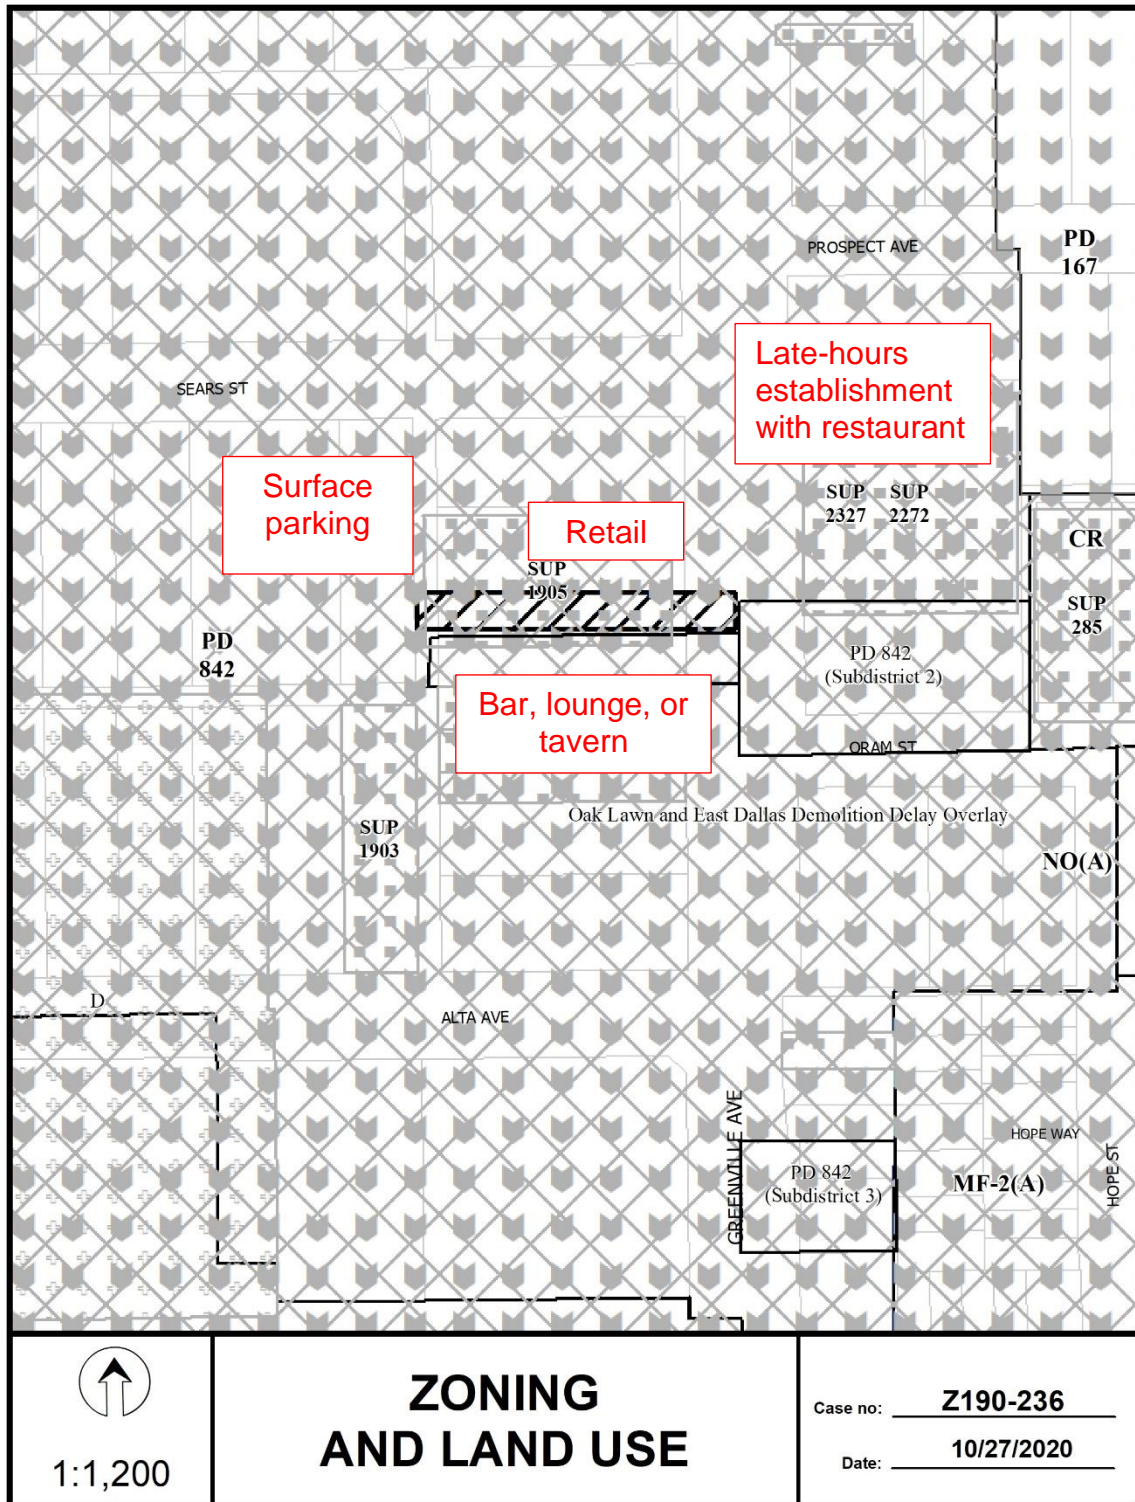 PROSPECT AVE
PD
167
SEARS ST
Late-hours
establishment
with restaurant
Surface
parking
Retail
SUP
2327
SUP
2272
CR
SUP
1905
SUP
285
PD
842
PD 842
(Subdistrict 2)
Bar, lounge, or
tavern
ORAM ST
Oak Lawn and East Dallas Demolition Delay Overlay
SUP
1903
NO(A)
D
ALTA AVE
GREENVILLE AVE
HOPE WAY
HOPE ST
PD 842
(Subdistrict 3)
MF-2(A)
1:1,200
ZONING
AND LAND USE
Case no: Z190-236
Date: 10/27/2020